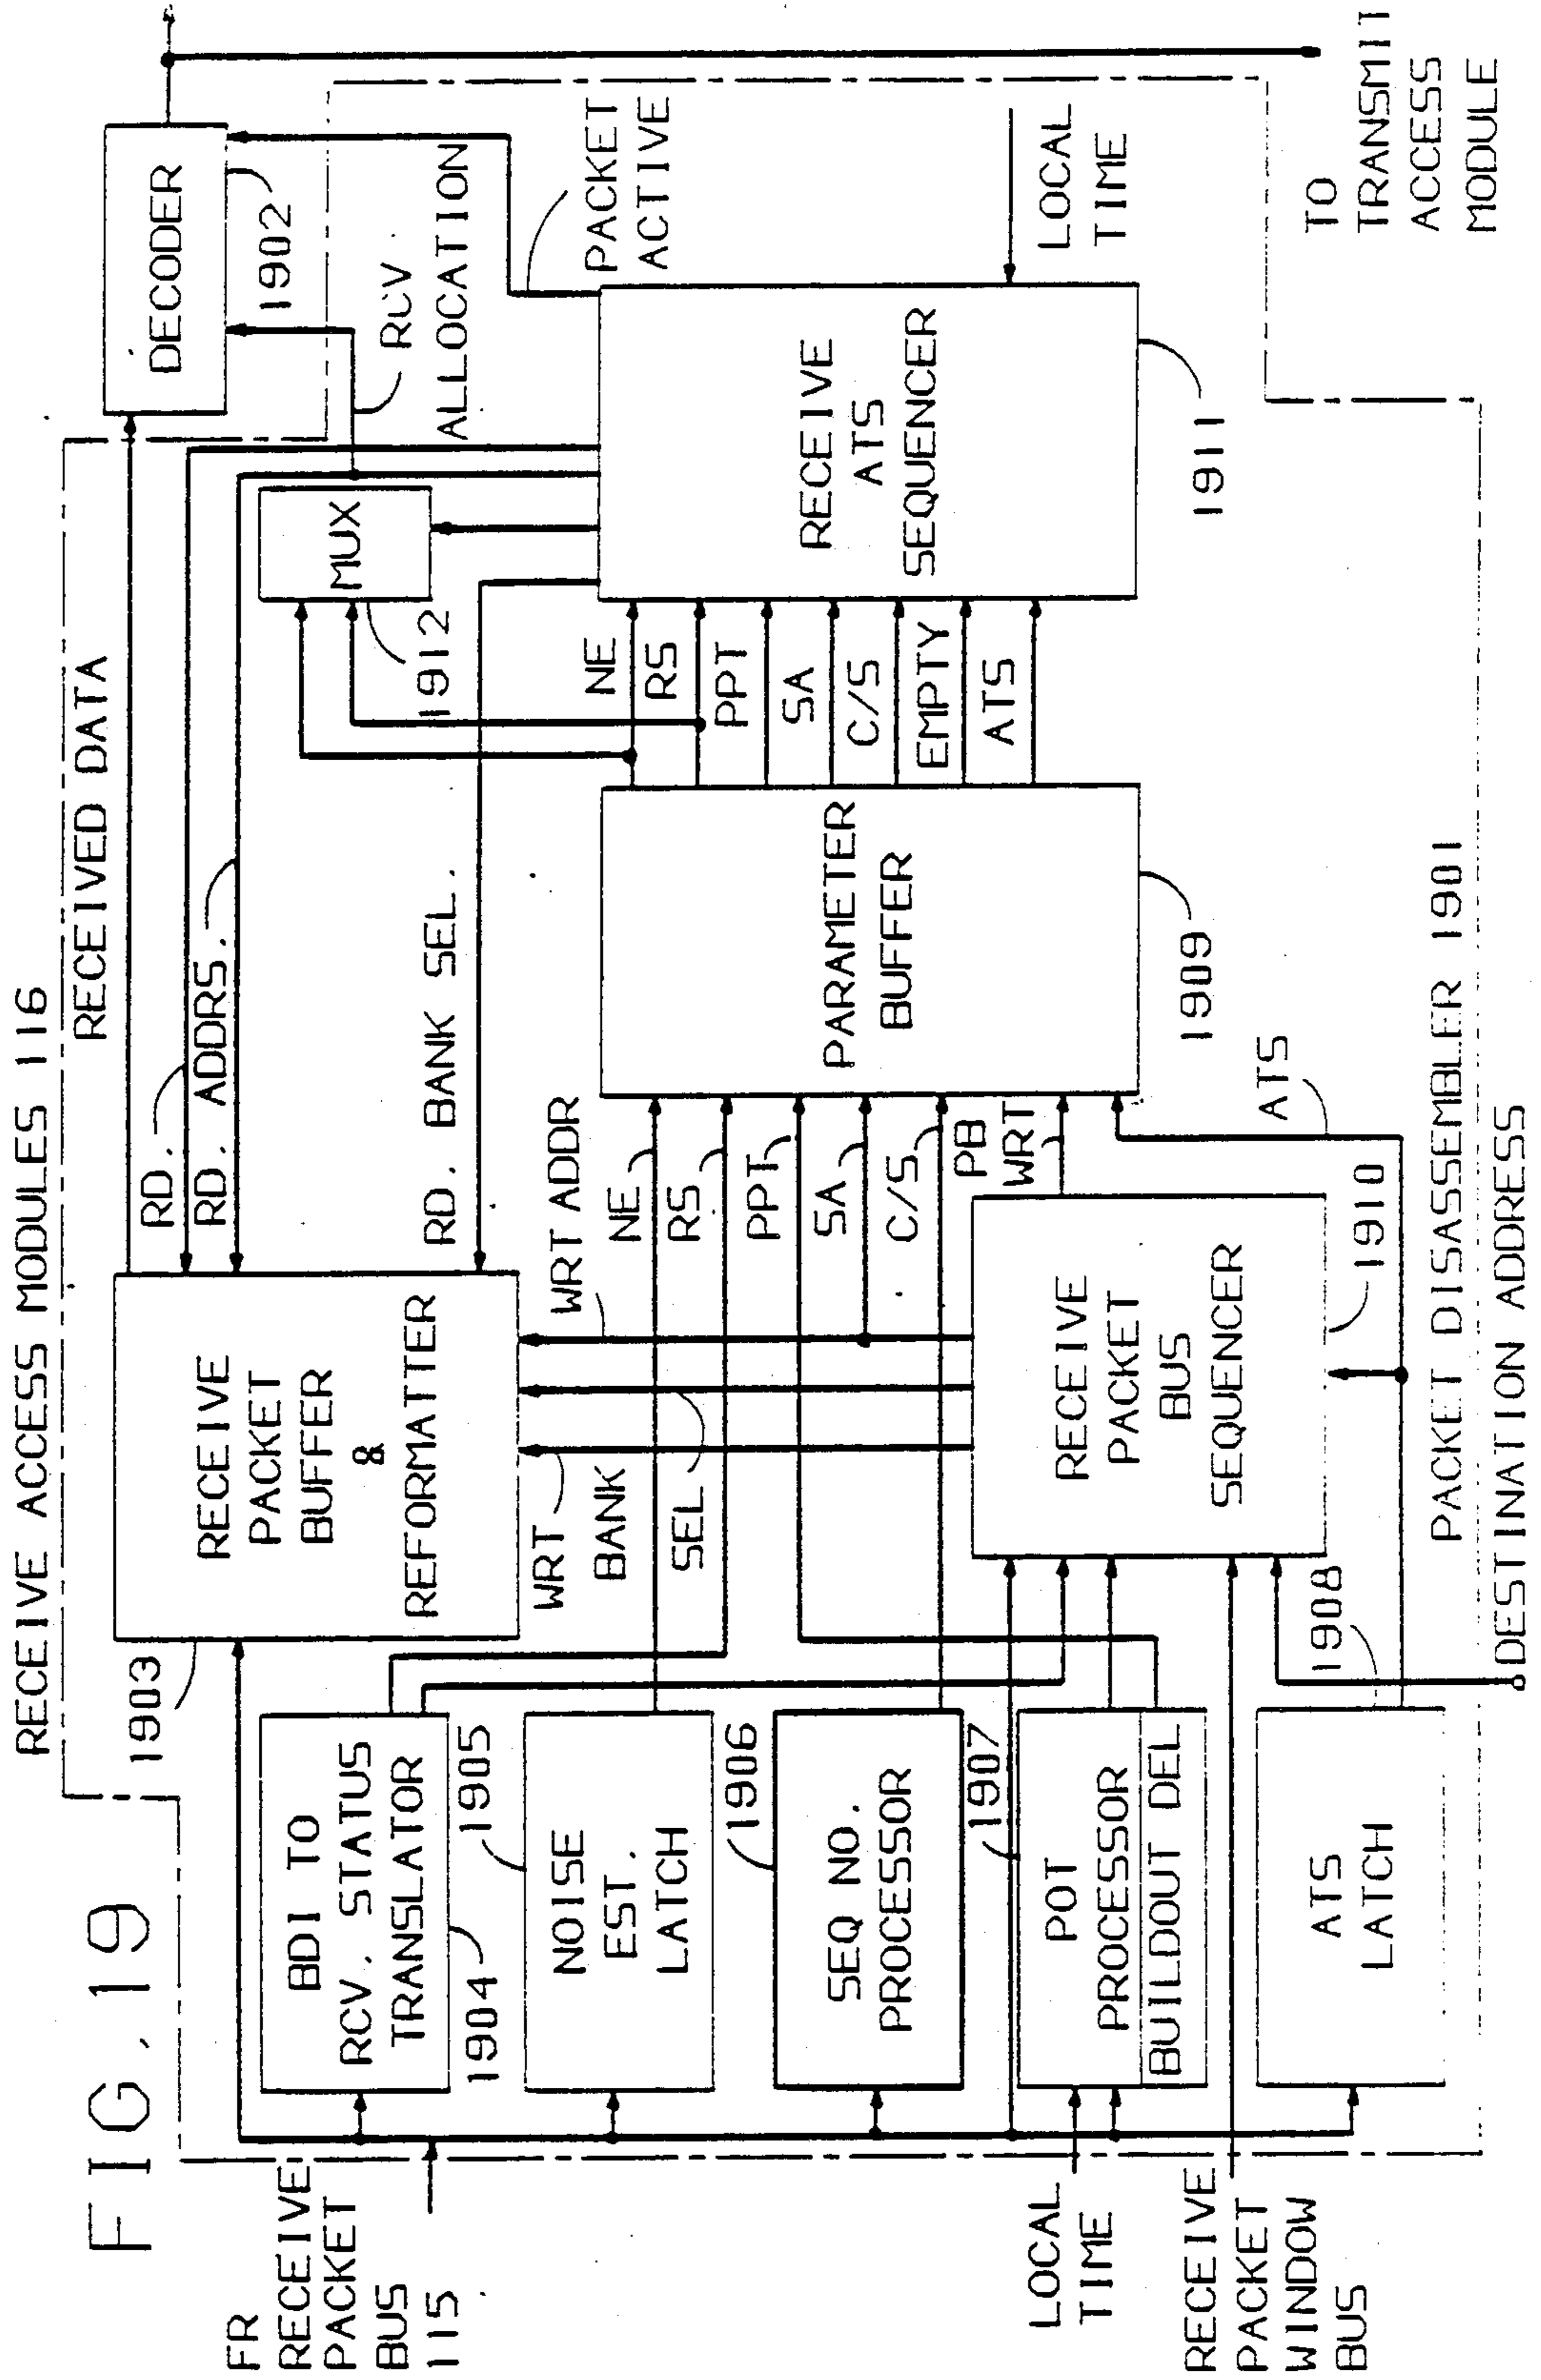 FIG. 19
RECEIVE ACCESS MODULES 116
RECEIVED DATA
FR
RECEIVE
PACKET
BUS
115
1903
RECEIVE
PACKET
BUFFER
&
REFORMATTER
RD.
RD. ADDRS.
RD. BANK SEL.
DECODER
1902
MUX
1912
RCV.
ALLOCATION
PACKET
ACTIVE
BDI TO
RCV. STATUS
TRANSLATOR
1904
1905
NOISE
EST.
LATCH
1906
SEQ NO.
PROCESSOR
1907
POT
PROCESSOR
BUILDOUT DEL
ATS
LATCH
1908
WRT
BANK
SEL
WRT ADDR
NE
RS
PPT
SA
C/S
PB
WRT
ATS
RECEIVE
PACKET
BUS
SEQUENCER
1910
PARAMETER
BUFFER
1909
NE
RS
PPT
SA
C/S
EMPTY
ATS
RECEIVE
ATS
SEQUENCER
1911
LOCAL
TIME
LOCAL
TIME
RECEIVE
PACKET
WINDOW
BUS
PACKET DISASSEMBLER 1901
DESTINATION ADDRESS
TO
TRANSMIT
ACCESS
MODULE